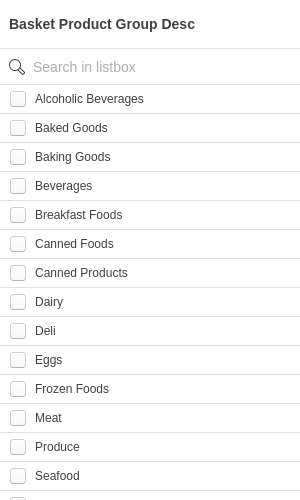 Basket Product Group Desc
Search in listbox
Alcoholic Beverages
Baked Goods
Baking Goods
Beverages
Breakfast Foods
Canned Foods
Canned Products
Dairy
Deli
Eggs
Frozen Foods
Meat
Produce
Seafood